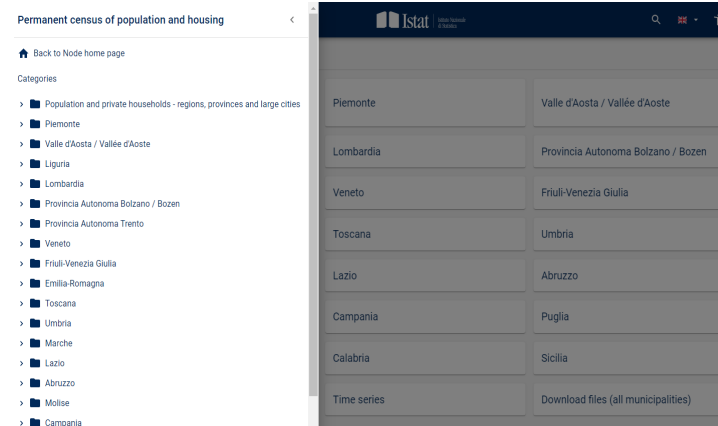 Permanent census of population and housing
Back to Node home page
Categories
Population and private households - regions, provinces and large cities
Piemonte
Valle d'Aosta / Vallée d'Aoste
Liguria
Lombardia
Provincia Autonoma Bolzano / Bozen
Provincia Autonoma Trento
Veneto
Friuli-Venezia Giulia
Emilia-Romagna
Toscana
Umbria
Marche
Lazio
Abruzzo
Molise
Campania
Istat Istituto Nazionale
di Statistica
Piemonte Valle d'Aosta / Vallée d'Aoste
Lombardia Provincia Autonoma Bolzano / Bozen
Veneto Friuli-Venezia Giulia
Toscana Umbria
Lazio Abruzzo
Campania Puglia
Calabria Sicilia
Time series Download files (all municipalities)